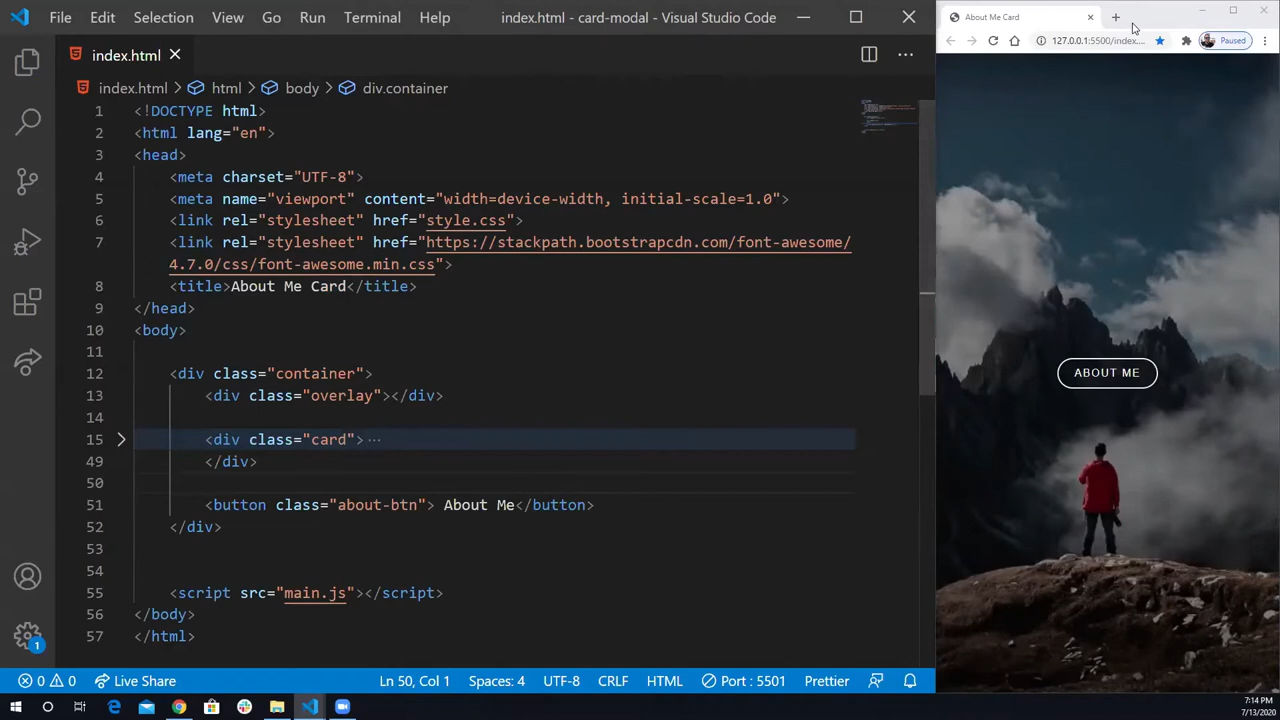 File Edit Selection View Go Run Terminal Help index.html - card-modal - Visual Studio Code
index.html
index.html > html > body > div.container
1 <!DOCTYPE html>
2 <html lang="en">
3 <head>
4 <meta charset="UTF-8">
5 <meta name="viewport" content="width=device-width, initial-scale=1.0">
6 <link rel="stylesheet" href="style.css">
7 <link rel="stylesheet" href="https://stackpath.bootstrapcdn.com/font-awesome/
4.7.0/css/font-awesome.min.css">
8 <title>About Me Card</title>
9 </head>
10 <body>
11
12 <div class="container">
13 <div class="overlay"></div>
14
15 <div class="card"> ···
49 </div>
50
51 <button class="about-btn"> About Me</button>
52 </div>
53
54
55 <script src="main.js"></script>
56 </body>
57 </html>
1
0 0 Live Share Ln 50, Col 1 Spaces: 4 UTF-8 CRLF HTML Port : 5501 Prettier
About Me Card
127.0.0.1:5500/index.... Paused
ABOUT ME
7:14 PM
7/13/2020